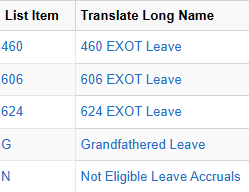 List Item Translate Long Name
460 460 EXOT Leave
606 606 EXOT Leave
624 624 EXOT Leave
G Grandfathered Leave
N Not Eligible Leave Accruals